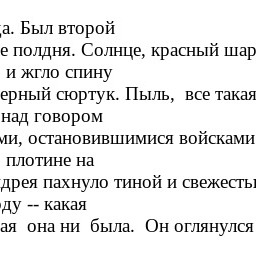 да. Был второй
е полдня. Солнце, красный шар
и жгло спину
ерный сюртук. Пыль,  все такая
над говором
ми, остановившимися войсками
плотине на
дрея пахнуло тиной и свежесть
ду -- какая
ая  она ни  была.  Он оглянулся